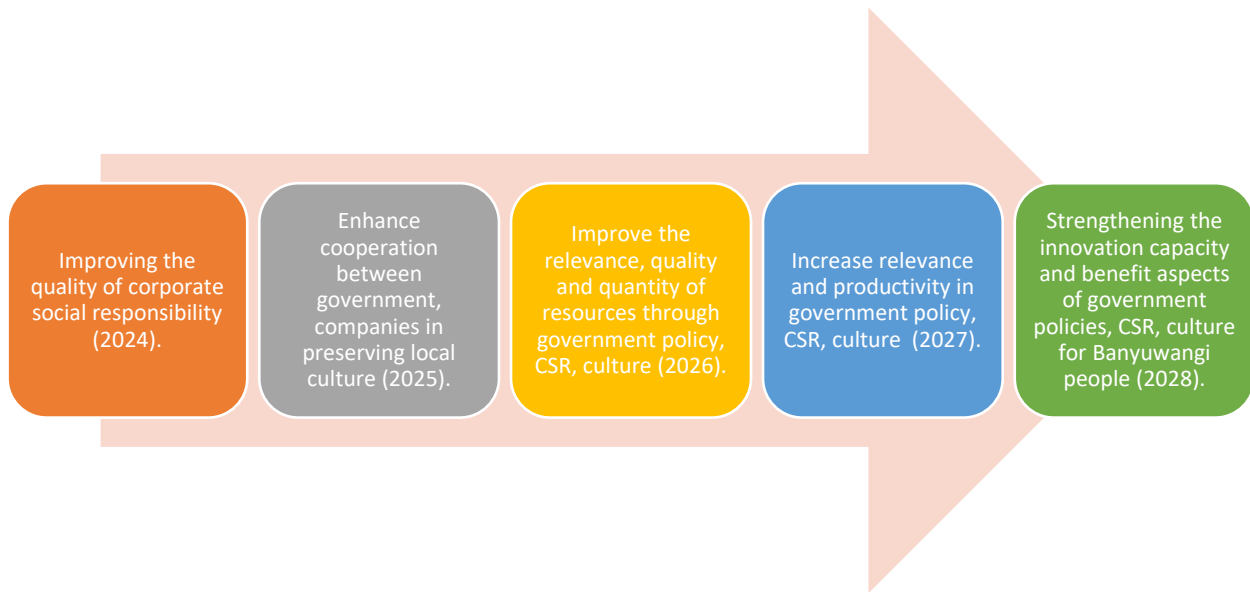 Improving the
quality of corporate
social responsibility
(2024).
Enhance
cooperation
between
government,
companies in
preserving local
culture (2025).
Improve the
relevance, quality
and quantity of
resources through
government policy,
CSR, culture (2026).
Increase relevance
and productivity in
government policy,
CSR, culture  (2027).
Strengthening the
innovation capacity
and benefit aspects
of government
policies, CSR, culture
for Banyuwangi
people (2028).